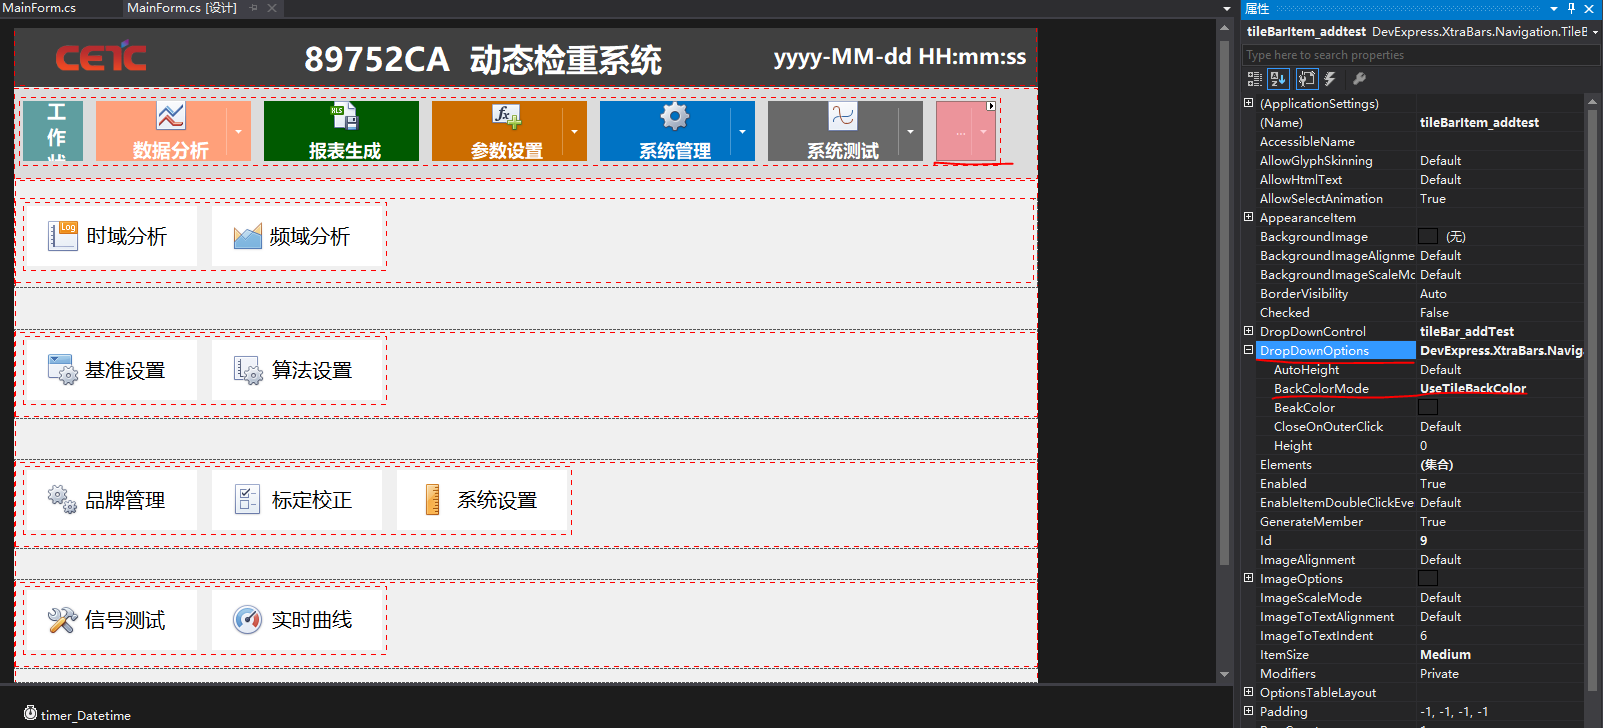 MainForm.cs
MainForm.cs [设计]
CETC
89752CA 动态检重系统
yyyy-MM-dd HH:mm:ss
工
作
数据分析
XLS
报表生成
fx
参数设置
系统管理
系统测试
...
Log
时域分析
频域分析
基准设置
算法设置
品牌管理
标定校正
系统设置
信号测试
实时曲线
timer_Datetime
属性
tileBarItem_addtest DevExpress.XtraBars.Navigation.TileB
Type here to search properties
(ApplicationSettings)
(Name) tileBarItem_addtest
AccessibleName
AllowGlyphSkinning Default
AllowHtmlText Default
AllowSelectAnimation True
AppearanceItem
BackgroundImage (无)
BackgroundImageAlignme Default
BackgroundImageScaleMo Default
BorderVisibility Auto
Checked False
DropDownControl tileBar_addTest
DropDownOptions DevExpress.XtraBars.Navig
AutoHeight Default
BackColorMode UseTileBackColor
BeakColor
CloseOnOuterClick Default
Height 0
Elements (集合)
Enabled True
EnableItemDoubleClickEve Default
GenerateMember True
Id 9
ImageAlignment Default
ImageOptions
ImageScaleMode Default
ImageToTextAlignment Default
ImageToTextIndent 6
ItemSize Medium
Modifiers Private
OptionsTableLayout
Padding -1, -1, -1, -1